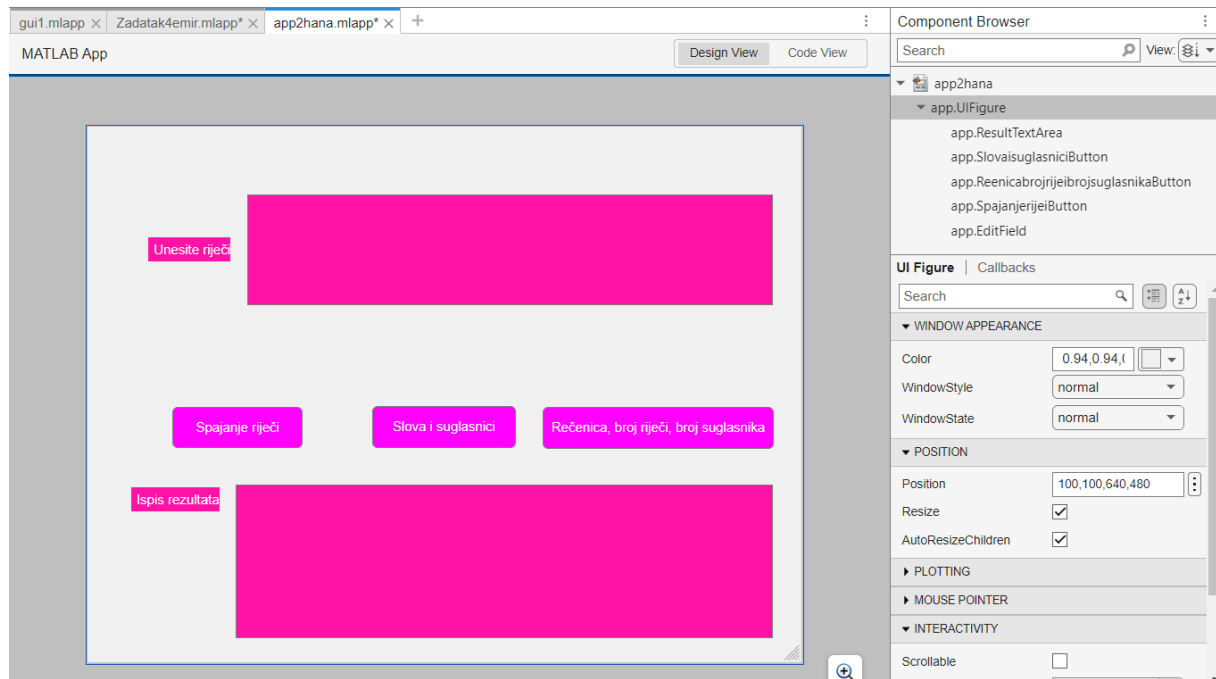 gui1.mlapp × Zadatak4emir.mlapp* × app2hana.mlapp* × +
MATLAB App
Design View Code View
Unesite riječi
Spajanje riječi
Slova i suglasnici
Rečenica, broj riječi, broj suglasnika
Ispis rezultata
Component Browser
Search View:
app2hana
app.UIFigure
app.ResultTextArea
app.SlovaisuglasniciButton
app.ReenicabrojrijeibrojsuglasnikaButton
app.SpajanjerijeiButton
app.EditField
UI Figure | Callbacks
Search
WINDOW APPEARANCE
Color 0.94,0.94,(
WindowStyle normal
WindowState normal
POSITION
Position 100,100,640,480
Resize
AutoResizeChildren
PLOTTING
MOUSE POINTER
INTERACTIVITY
Scrollable